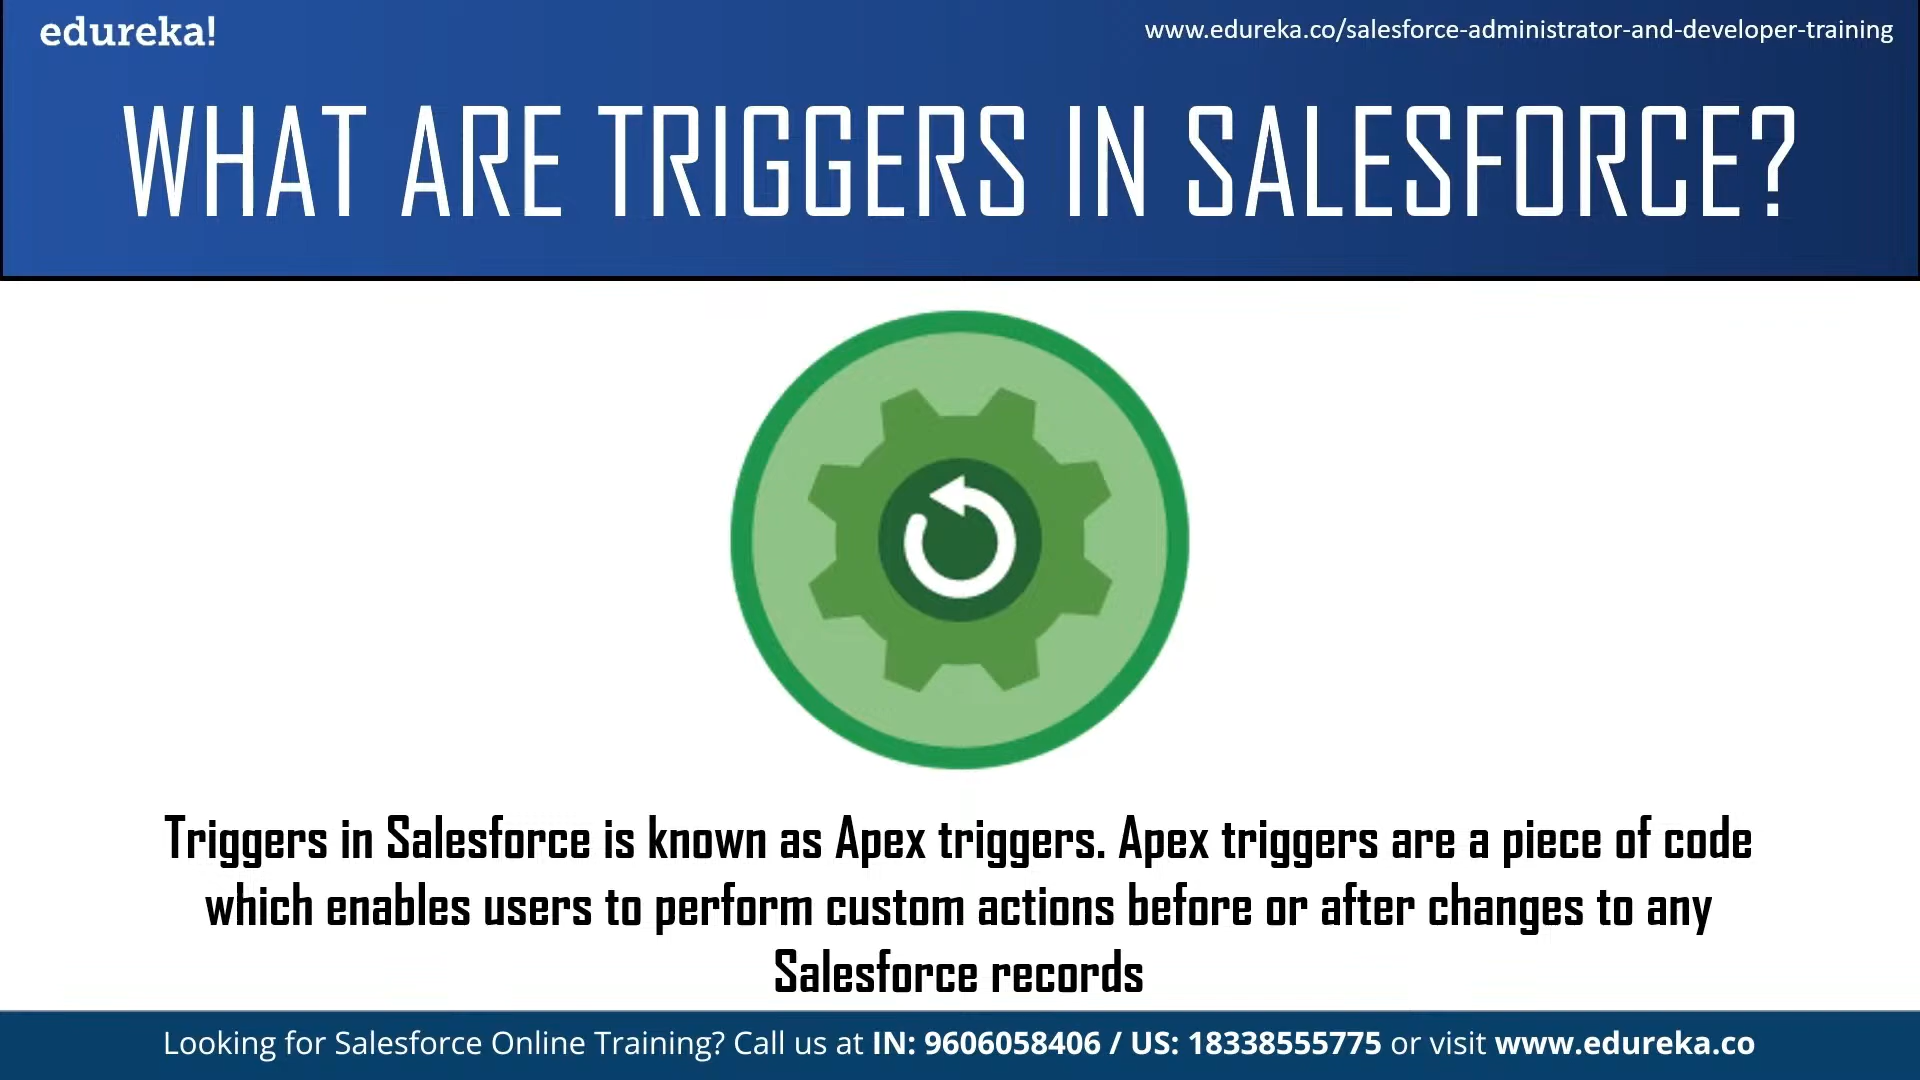 edureka!
www.edureka.co/salesforce-administrator-and-developer-training
WHAT ARE TRIGGERS IN SALESFORCE?
Triggers in Salesforce is known as Apex triggers. Apex triggers are a piece of code
which enables users to perform custom actions before or after changes to any
Salesforce records
Looking for Salesforce Online Training? Call us at IN: 9606058406 / US: 18338555775 or visit www.edureka.co